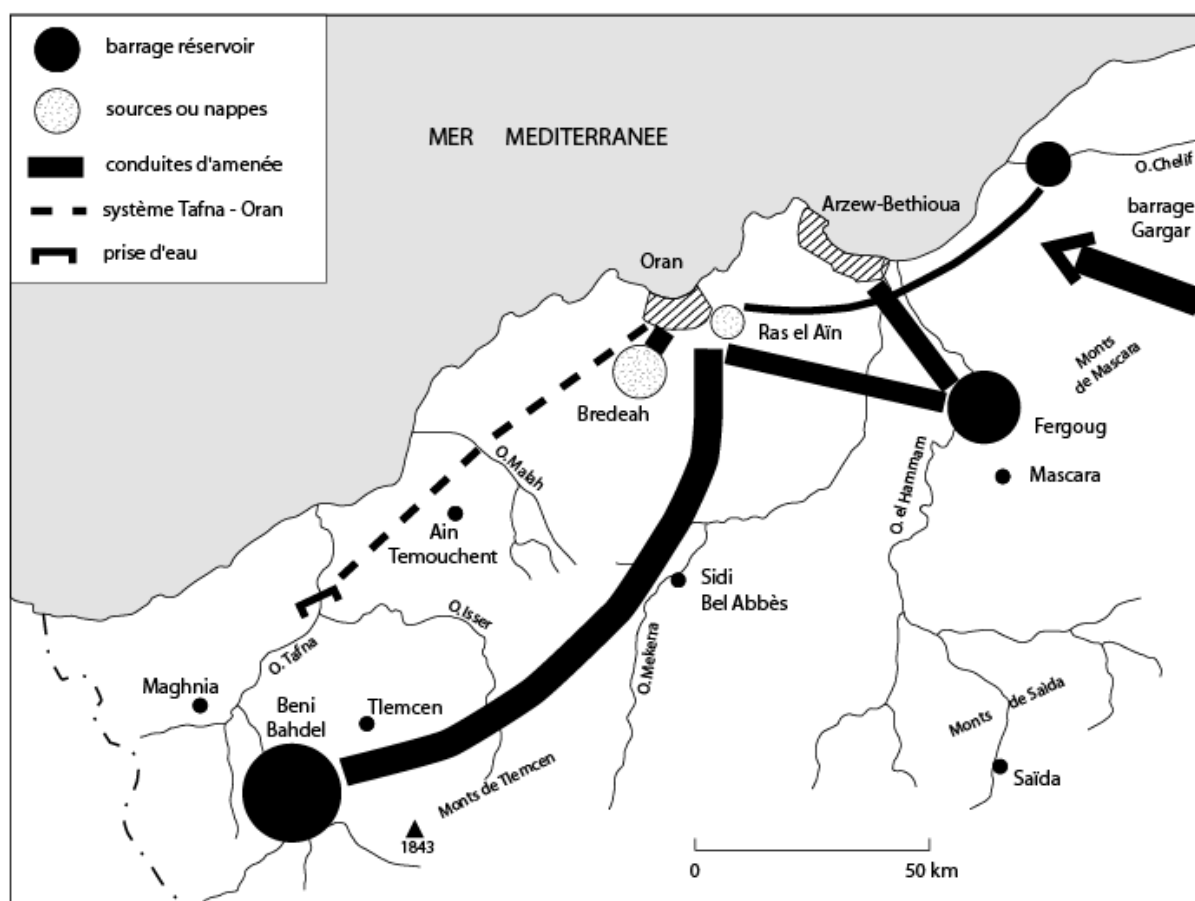 barrage réservoir
sources ou nappes
conduites d'amenée
système Tafna - Oran
prise d'eau
MER MEDITERRANEE
O. Chelif
barrage
Gargar
Arzew-Bethioua
Oran
Ras el Aïn
Monts
de Mascara
Bredeah
Fergoug
Mascara
O. Malah
O. el Hammam
Ain
Temouchent
Sidi
Bel Abbès
O. Isser
O. Tafna
O. Mekerra
Maghnia
Beni
Bahdel
Tlemcen
Monts de Saïda
Monts de Tlemcen
Saïda
1843
0 50 km